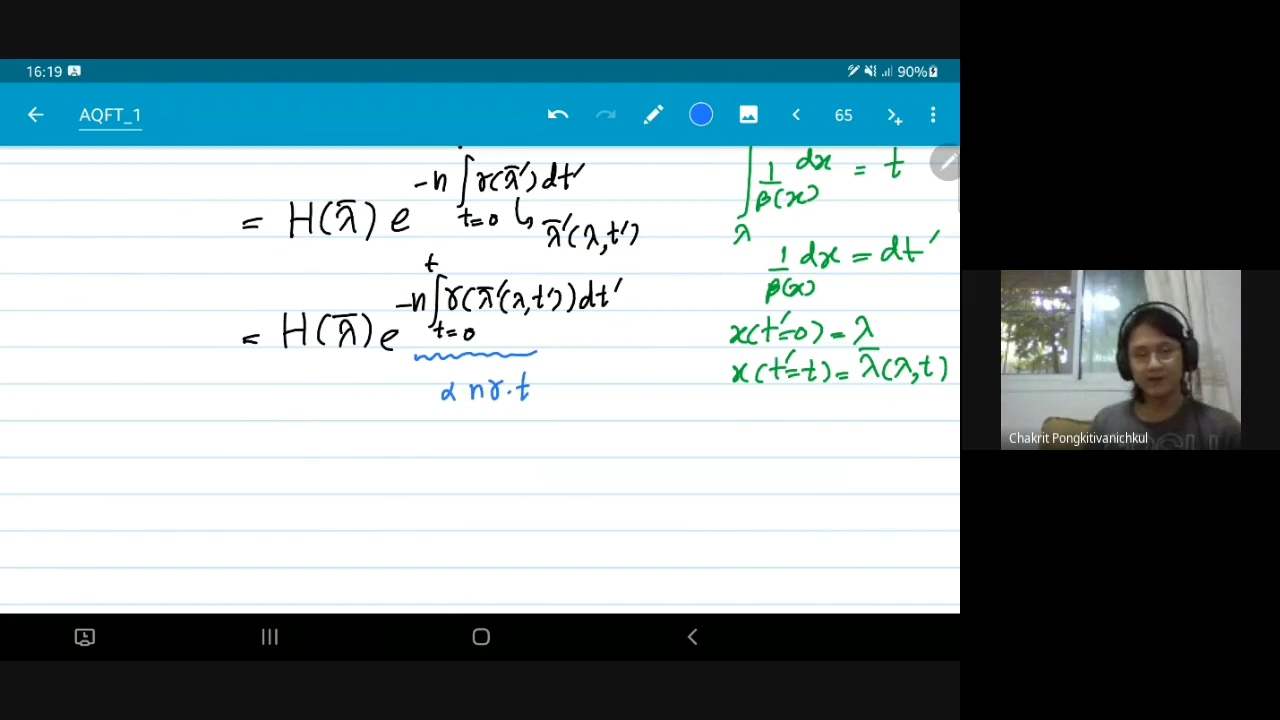 16:19 90%
AQFT_1 65
= H(λ̄) e^{-n ∫_{t=0} γ(λ̄′) dt′}
↳ λ̄′(λ,t′)
= H(λ̄) e^{-n ∫_{t=0}^{t} γ(λ̄′(λ,t′)) dt′}
α nγ·t
∫_λ 1/β(x) dx = t
1/β(x) dx = dt′
x(t′=0) = λ
x(t′=t) = λ̄(λ,t)
Chakrit Pongkitivanichkul